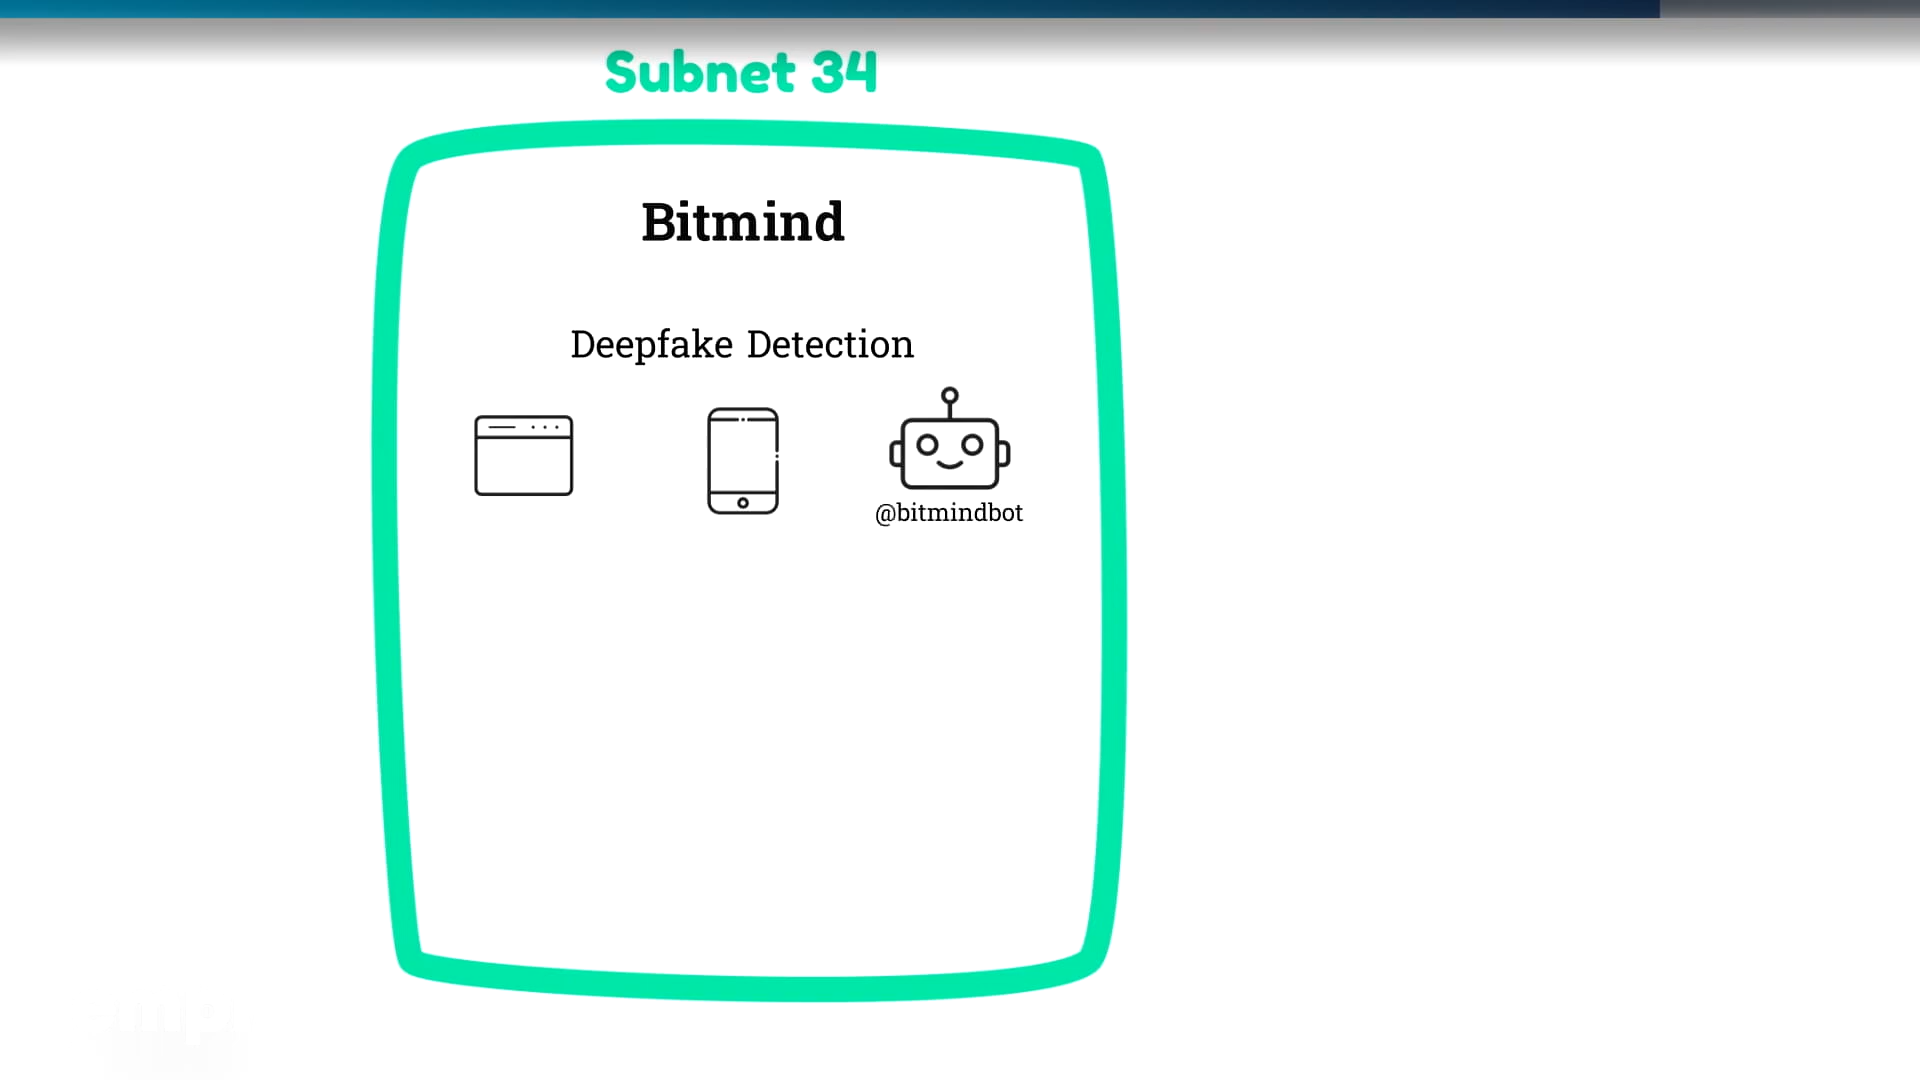 Subnet 34
Bitmind
Deepfake Detection
@bitmindbot